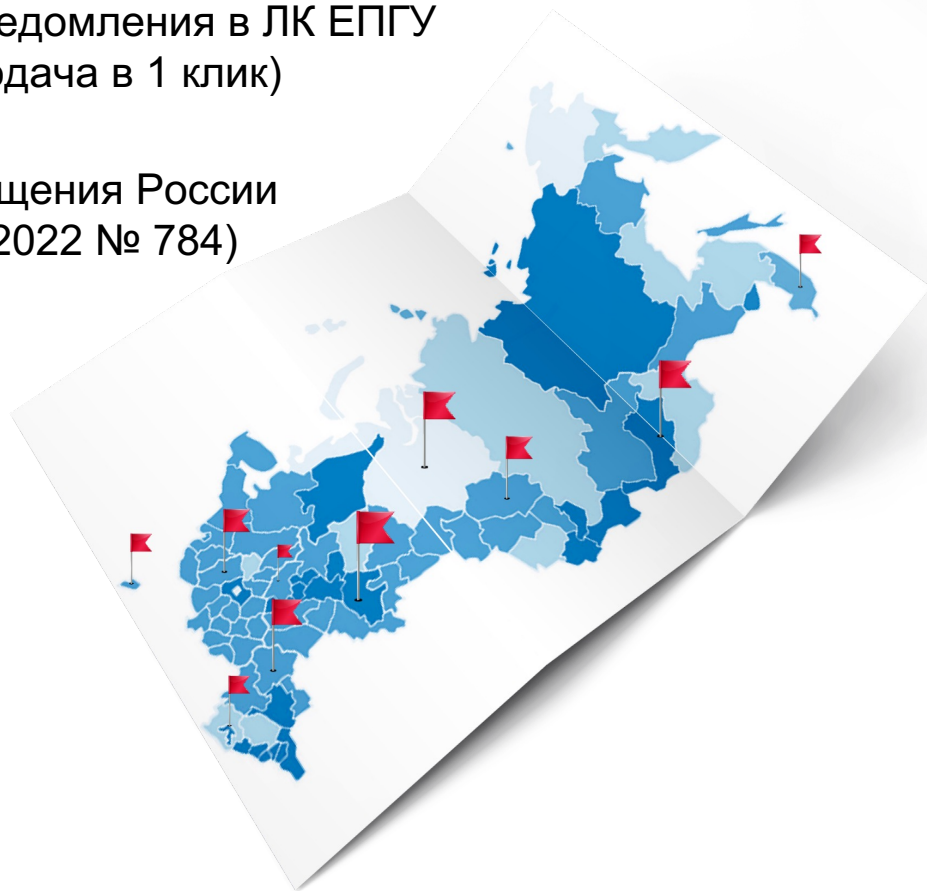 едомления в ЛК ЕПГУ
одача в 1 клик)
щения России
2022 № 784)